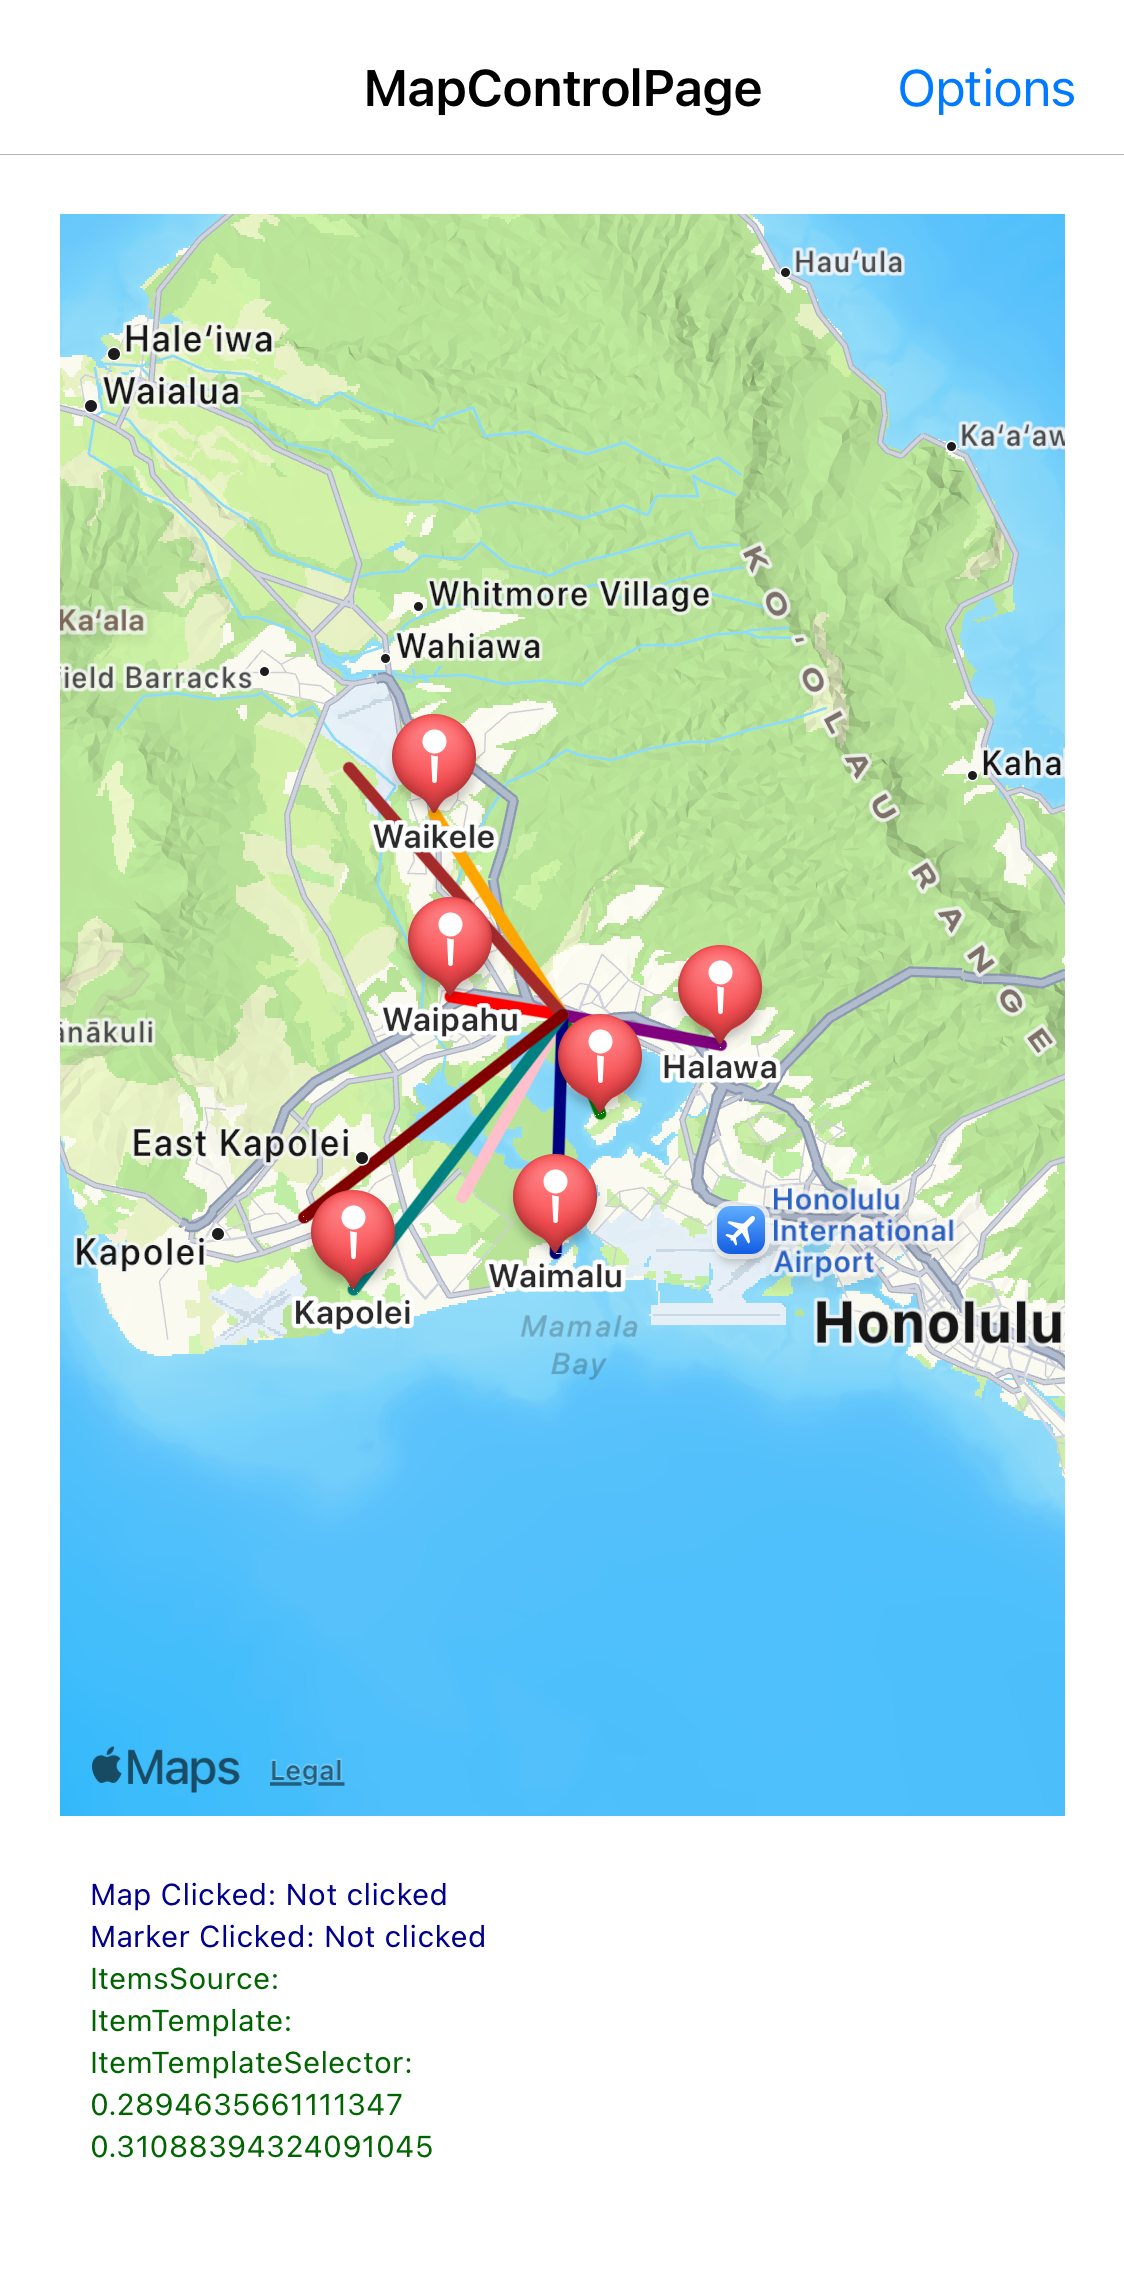 MapControlPage
Options
Hauʻula
Haleʻiwa
Waialua
Kaʻaʻaw
Whitmore Village
Kaʻala
Wahiawa
ield Barracks
KOʻOLAU RANGE
Kaha
Waikele
Waipahu
ānākuli
Halawa
East Kapolei
Kapolei
Honolulu
International
Airport
Waimalu
Kapolei
Mamala
Bay
Honolulu
Maps
Legal
Map Clicked: Not clicked
Marker Clicked: Not clicked
ItemsSource:
ItemTemplate:
ItemTemplateSelector:
0.2894635661111347
0.31088394324091045